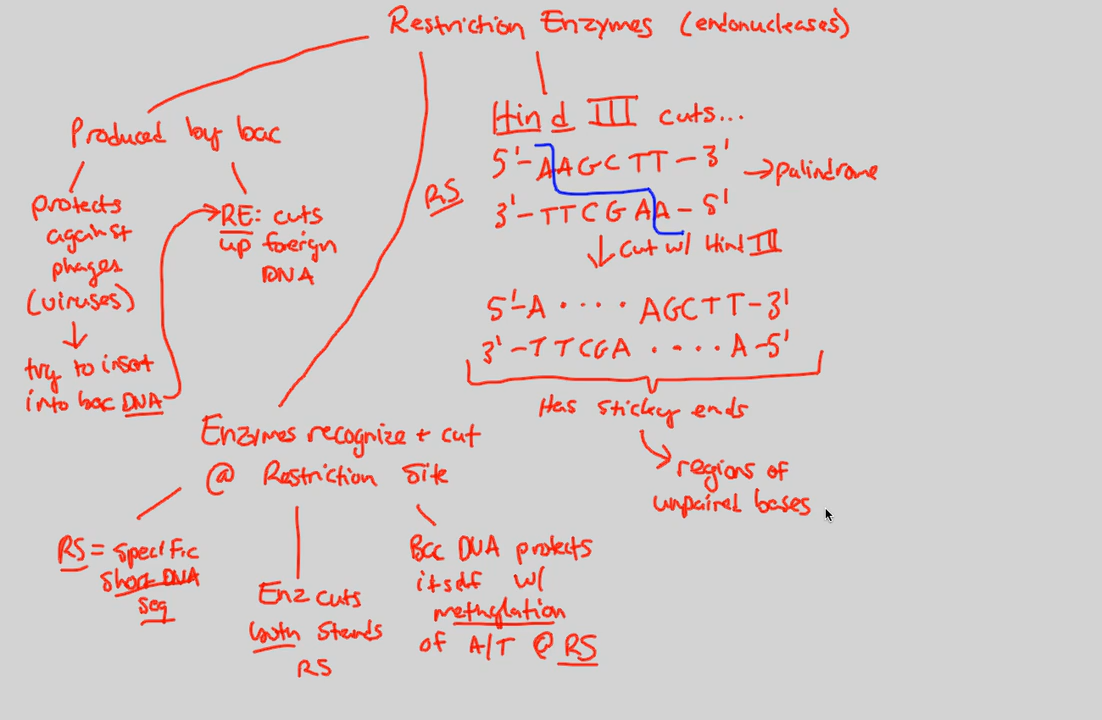 Restriction Enzymes (endonucleases)
Produced by bac
protects
against
phages
(viruses)
try to insert
into bac DNA
RE: cuts
up foreign
DNA
RS
Hind III cuts...
5'-AAGCTT-3'
→palindrome
3'-TTCGAA-5'
↓ cut w/ Hind III
5'-A....AGCTT-3'
3'-TTCGA....A-5'
Has sticky ends
regions of
unpaired bases
Enzymes recognize + cut
@ Restriction Site
RS = specific
short DNA
seq
Enz cuts
both stands
RS
Bac DNA protects
itself w/
methylation
of A/T @ RS